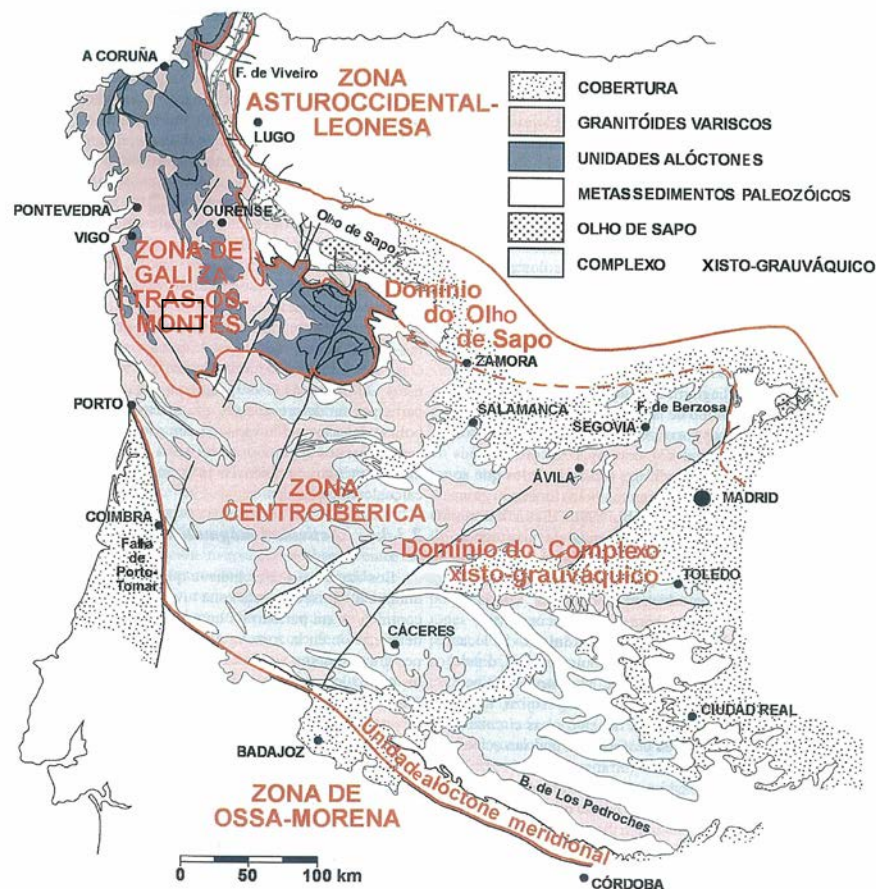 A CORUÑA
F. de Viveiro
ZONA
ASTUROCCIDENTAL-
LEONESA
LUGO
COBERTURA
GRANITÓIDES VARISCOS
UNIDADES ALÓCTONES
METASSEDIMENTOS PALEOZÓICOS
OLHO DE SAPO
COMPLEXO XISTO-GRAUVÁQUICO
PONTEVEDRA
OURENSE
VIGO
Olho de Sapo
ZONA DE
GALIZA -
TRÁS-OS-
MONTES
Domínio
do Olho
de Sapo
ZAMORA
PORTO
SALAMANCA
SEGOVIA
F. de Berzosa
ÁVILA
MADRID
ZONA
CENTROIBÉRICA
COIMBRA
Falha
de
Porto-
Tomar
Domínio do Complexo
xisto-grauváquico
TOLEDO
CÁCERES
CIUDAD REAL
BADAJOZ
Unidade alóctone meridional
B. de Los Pedroches
ZONA DE
OSSA-MORENA
0 50 100 km
CÓRDOBA